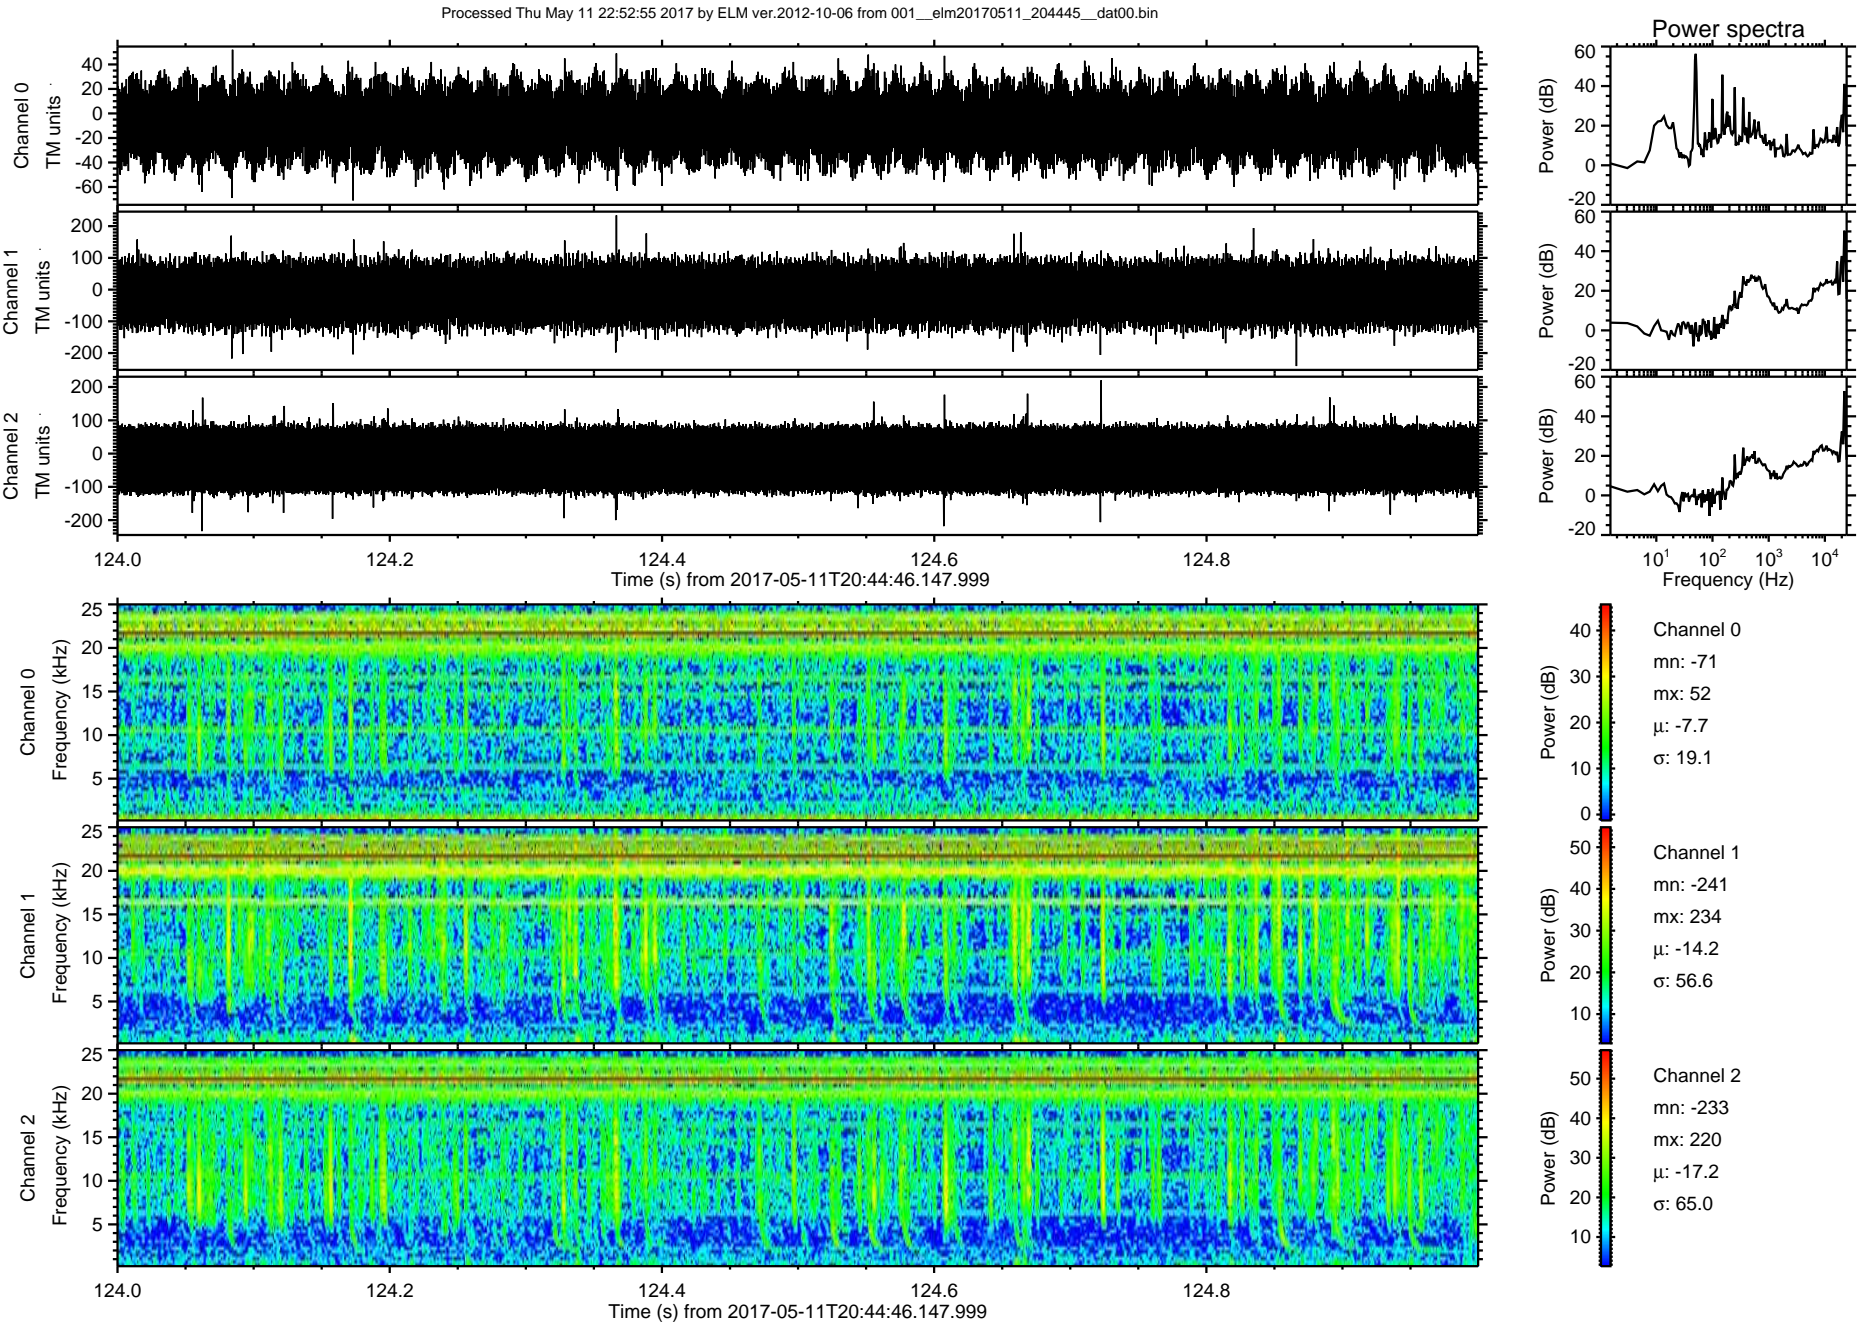 Processed Thu May 11 22:52:55 2017 by ELM ver.2012-10-06 from 001__elm20170511_204445__dat00.bin
Power spectra
Channel 0
TM units
40
20
0
-20
-40
-60
Power (dB)
60
40
20
0
-20
Channel 1
TM units
200
100
0
-100
-200
Power (dB)
60
40
20
0
-20
Channel 2
TM units
200
100
0
-100
-200
Power (dB)
60
40
20
0
-20
124.0 124.2 124.4 124.6 124.8
Time (s) from 2017-05-11T20:44:46.147.999
10¹ 10² 10³ 10⁴
Frequency (Hz)
Channel 0
Frequency (kHz)
25
20
15
10
5
Power (dB)
40
30
20
10
0
Channel 0
mn: -71
mx: 52
μ: -7.7
σ: 19.1
Channel 1
Frequency (kHz)
25
20
15
10
5
Power (dB)
50
40
30
20
10
Channel 1
mn: -241
mx: 234
μ: -14.2
σ: 56.6
Channel 2
Frequency (kHz)
25
20
15
10
5
Power (dB)
50
40
30
20
10
Channel 2
mn: -233
mx: 220
μ: -17.2
σ: 65.0
124.0 124.2 124.4 124.6 124.8
Time (s) from 2017-05-11T20:44:46.147.999